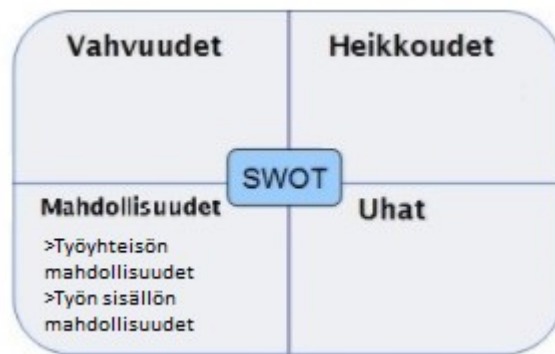 Vahvuudet
Heikkoudet
SWOT
Mahdollisuudet
>Työyhteisön
mahdollisuudet
>Työn sisällön
mahdollisuudet
Uhat